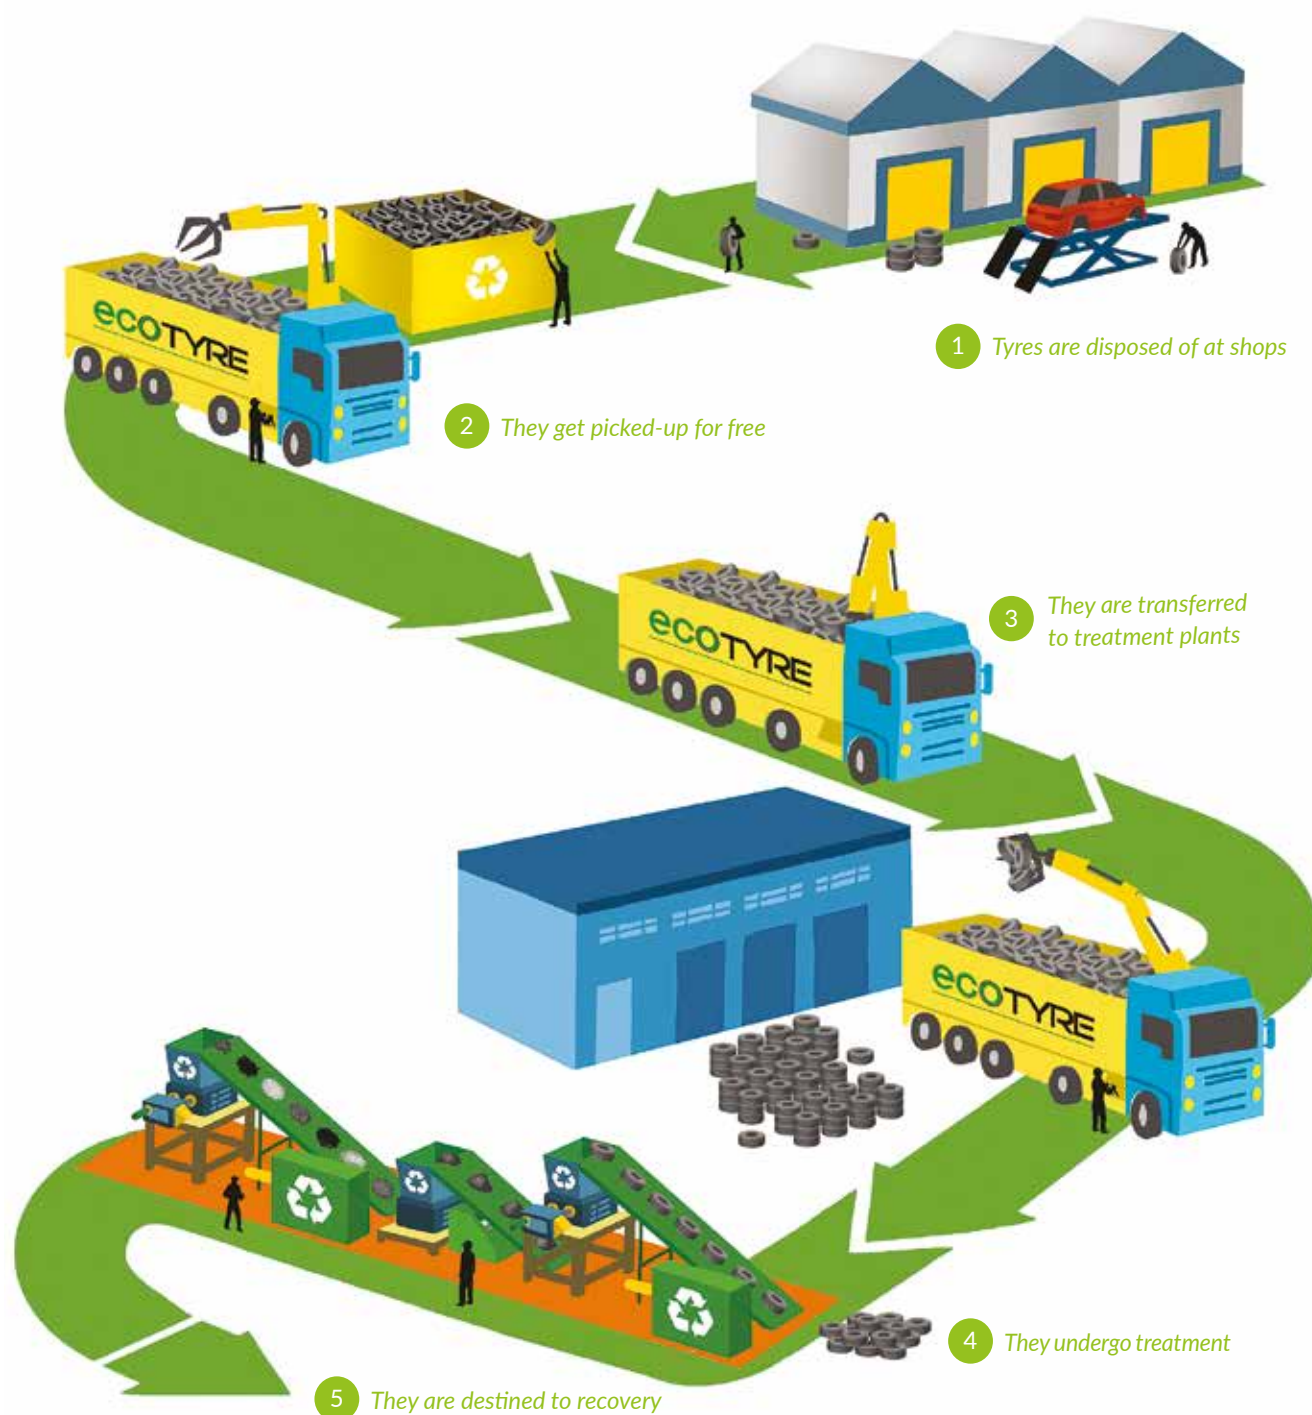 ecoTYRE
1 Tyres are disposed of at shops
2 They get picked-up for free
ecoTYRE
3 They are transferred
to treatment plants
ecoTYRE
4 They undergo treatment
5 They are destined to recovery